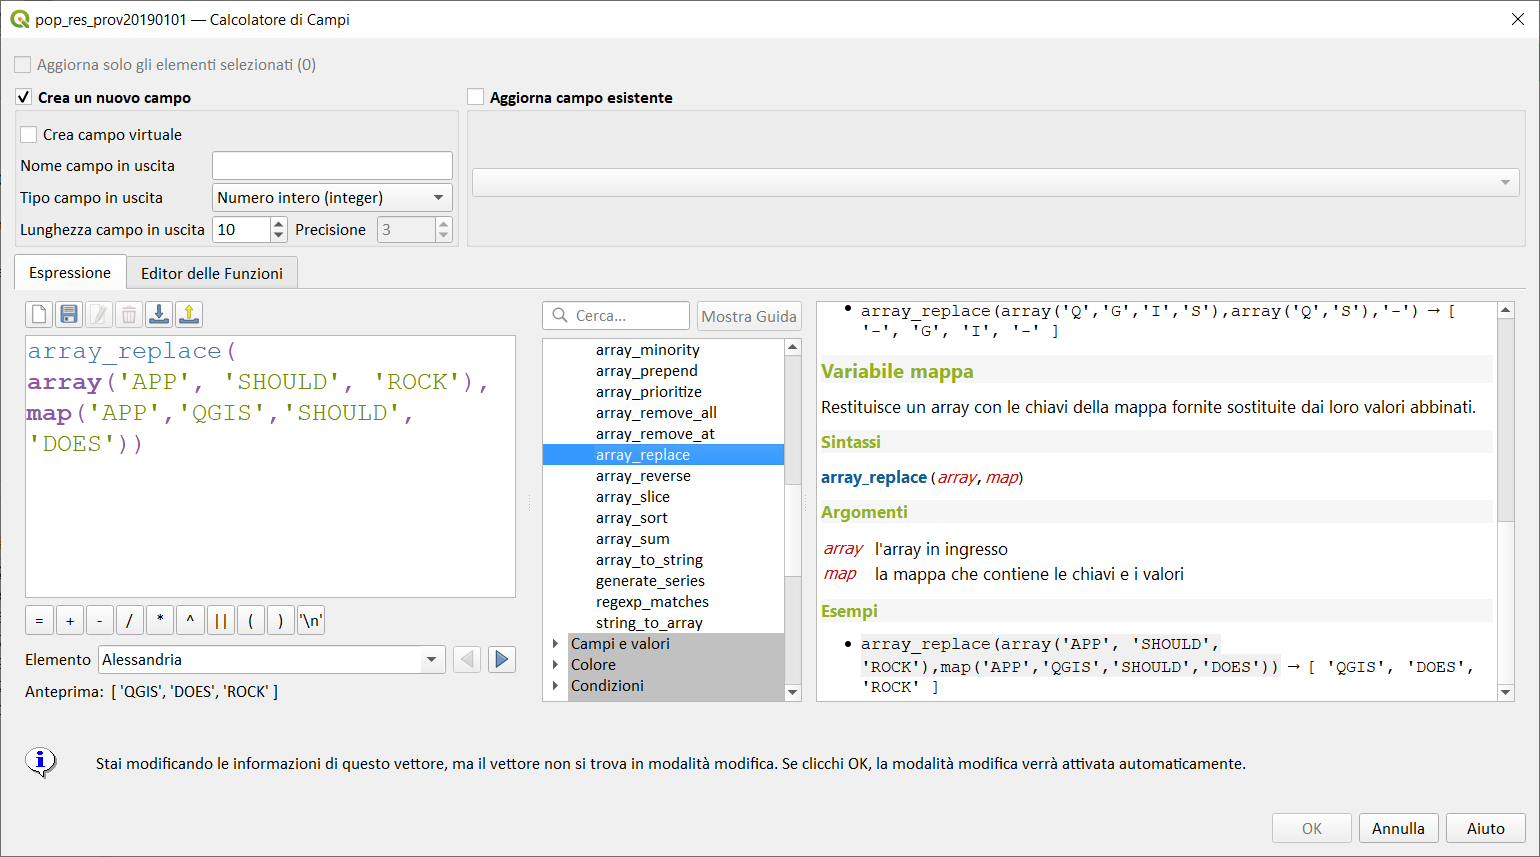 pop_res_prov20190101 — Calcolatore di Campi
Aggiorna solo gli elementi selezionati (0)
Crea un nuovo campo
Aggiorna campo esistente
Crea campo virtuale
Nome campo in uscita
Tipo campo in uscita Numero intero (integer)
Lunghezza campo in uscita 10 Precisione 3
Espressione Editor delle Funzioni
array_replace(
array('APP', 'SHOULD', 'ROCK'),
map('APP','QGIS','SHOULD',
'DOES'))
= + - / * ^ || ( ) '\n'
Elemento Alessandria
Anteprima: [ 'QGIS', 'DOES', 'ROCK' ]
Cerca... Mostra Guida
array_minority
array_prepend
array_prioritize
array_remove_all
array_remove_at
array_replace
array_reverse
array_slice
array_sort
array_sum
array_to_string
generate_series
regexp_matches
string_to_array
Campi e valori
Colore
Condizioni
• array_replace(array('Q','G','I','S'),array('Q','S'),'-') → [
'-', 'G', 'I', '-' ]
Variabile mappa
Restituisce un array con le chiavi della mappa fornite sostituite dai loro valori abbinati.
Sintassi
array_replace(array, map)
Argomenti
array l'array in ingresso
map la mappa che contiene le chiavi e i valori
Esempi
• array_replace(array('APP', 'SHOULD',
'ROCK'),map('APP','QGIS','SHOULD','DOES')) → [ 'QGIS', 'DOES',
'ROCK' ]
Stai modificando le informazioni di questo vettore, ma il vettore non si trova in modalità modifica. Se clicchi OK, la modalità modifica verrà attivata automaticamente.
OK Annulla Aiuto